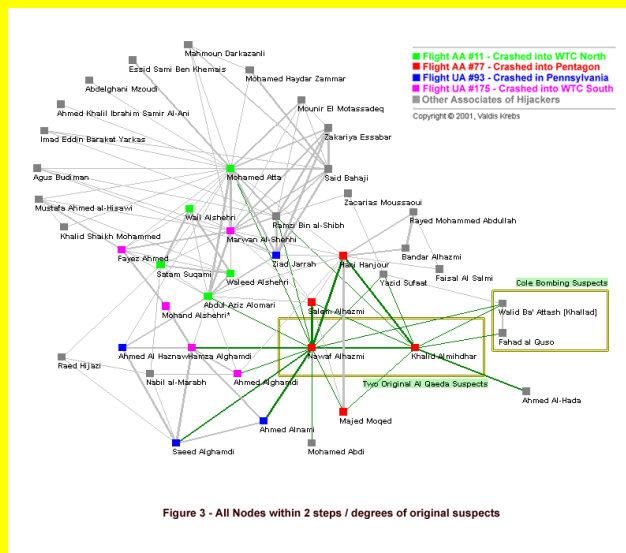 Mahmoun Darkazanli
Essid Sami Ben Khemais
Mohamed Haydar Zammar
Abdelghani Mzoudi
Mounir El Motassadeq
Ahmed Khalil Ibrahim Samir Al-Ani
Zakariya Essabar
Imad Eddin Barakat Yarkas
Agus Budiman
Mohamed Atta
Said Bahaji
Mustafa Ahmed al-Hisawi
Zacarias Moussaoui
Wail Alshehri
Ramzi Bin al-Shibh
Rayed Mohammed Abdullah
Khalid Shaikh Mohammed
Marwan Al-Shehhi
Fayez Ahmed
Ziad Jarrah
Hani Hanjour
Bandar Alhazmi
Satam Suqami
Waleed Alshehri
Yazid Sufaat
Faisal Al Salmi
Abdul Aziz Alomari
Mohand Alshehri*
Salem Alhazmi
Walid Ba' Attash [Khallad]
Fahad al Quso
Ahmed Al Haznawi
Hamza Alghamdi
Nawaf Alhazmi
Khalid Almihdhar
Raed Hijazi
Nabil al-Marabh
Ahmed Alghamdi
Ahmed Al-Hada
Ahmed Alnami
Majed Moqed
Saeed Alghamdi
Mohamed Abdi
Flight AA #11 - Crashed into WTC North
Flight AA #77 - Crashed into Pentagon
Flight UA #93 - Crashed in Pennsylvania
Flight UA #175 - Crashed into WTC South
Other Associates of Hijackers
Copyright © 2001, Valdis Krebs
Cole Bombing Suspects
Two Original Al Qaeda Suspects
Figure 3 - All Nodes within 2 steps / degrees of original suspects